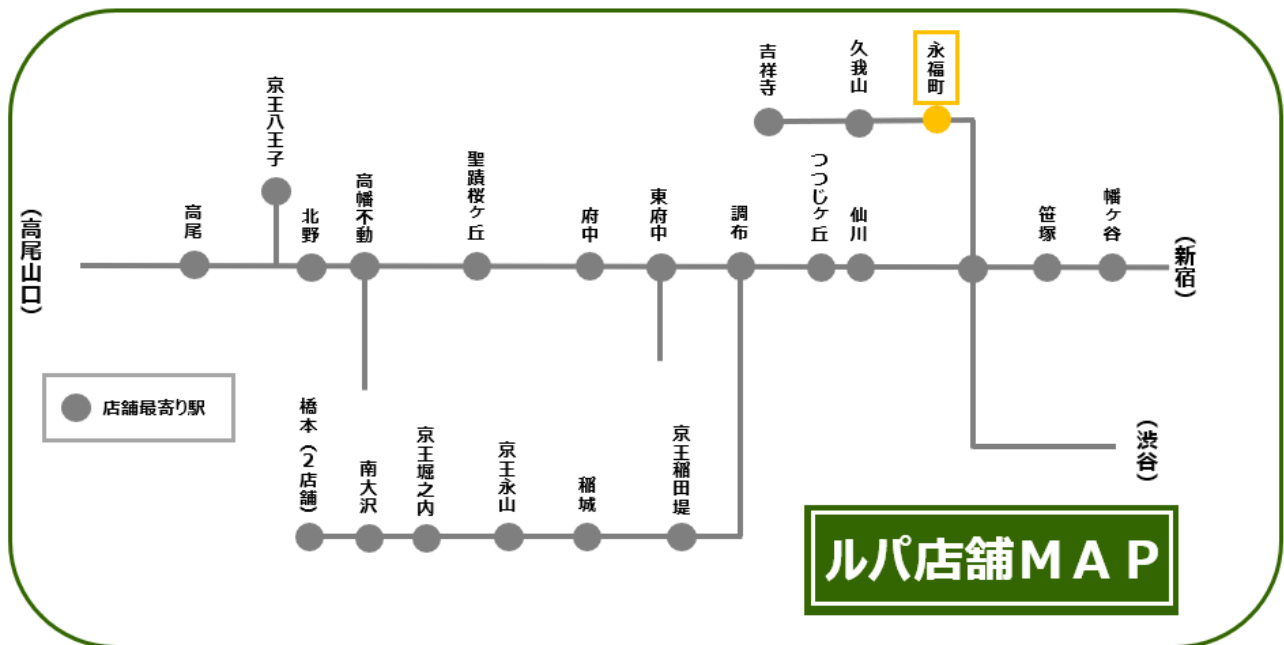 吉祥寺
久我山
永福町
京王八王子
高尾
北野
高幡不動
聖蹟桜ケ丘
府中
東府中
調布
つつじケ丘
仙川
笹塚
幡ケ谷
(高尾山口)
(新宿)
店舗最寄り駅
橋本(2店舗)
南大沢
京王堀之内
京王永山
稲城
京王稲田堤
(渋谷)
ルパ店舗MAP